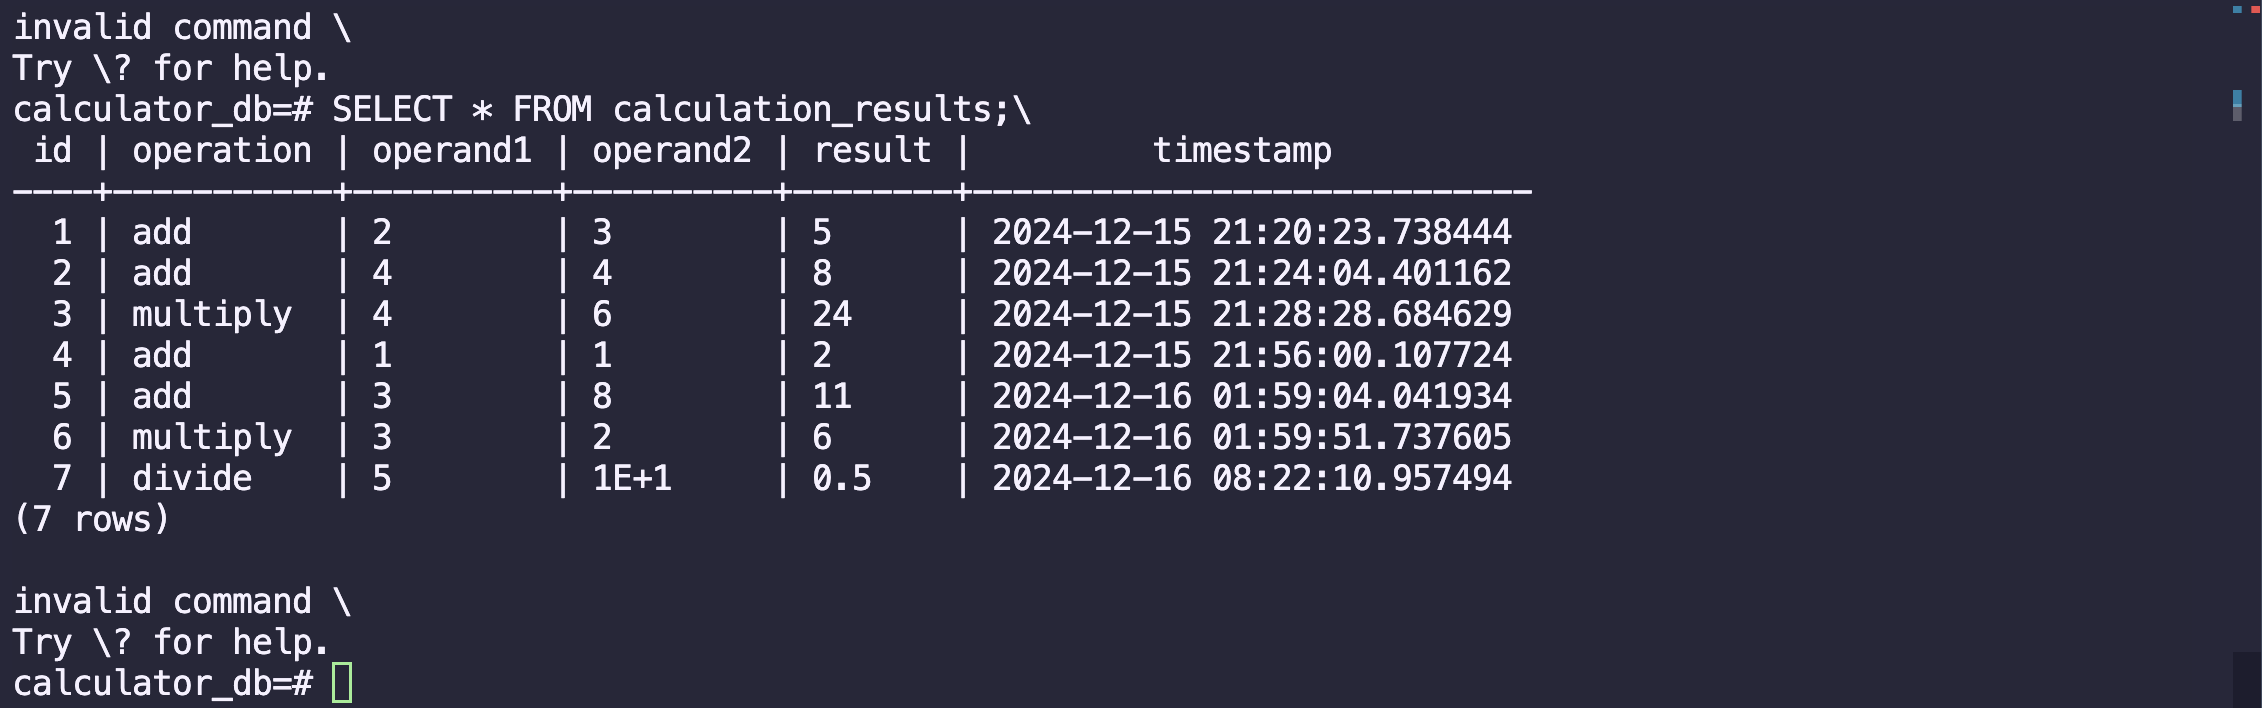 invalid command \
Try \? for help.
calculator_db=# SELECT * FROM calculation_results;\
 id | operation | operand1 | operand2 | result |         timestamp
----+-----------+----------+----------+--------+----------------------------
  1 | add       | 2        | 3        | 5      | 2024-12-15 21:20:23.738444
  2 | add       | 4        | 4        | 8      | 2024-12-15 21:24:04.401162
  3 | multiply  | 4        | 6        | 24     | 2024-12-15 21:28:28.684629
  4 | add       | 1        | 1        | 2      | 2024-12-15 21:56:00.107724
  5 | add       | 3        | 8        | 11     | 2024-12-16 01:59:04.041934
  6 | multiply  | 3        | 2        | 6      | 2024-12-16 01:59:51.737605
  7 | divide    | 5        | 1E+1     | 0.5    | 2024-12-16 08:22:10.957494
(7 rows)

invalid command \
Try \? for help.
calculator_db=#